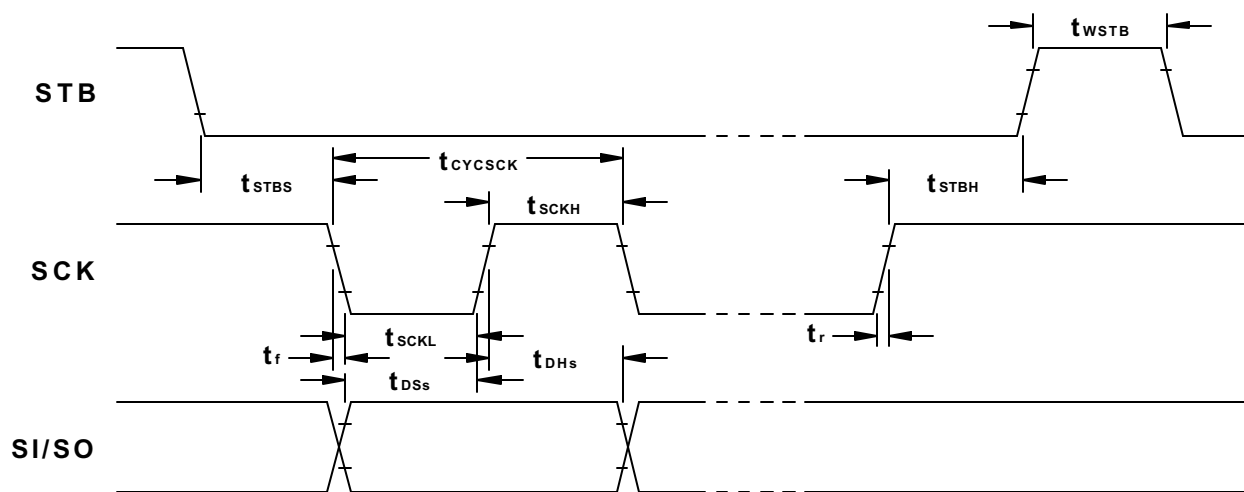 tWSTB
STB
tCYCSCK
tSTBS
tSTBH
tSCKH
SCK
tSCKL
tr
tf
tDHs
tDSs
SI/SO